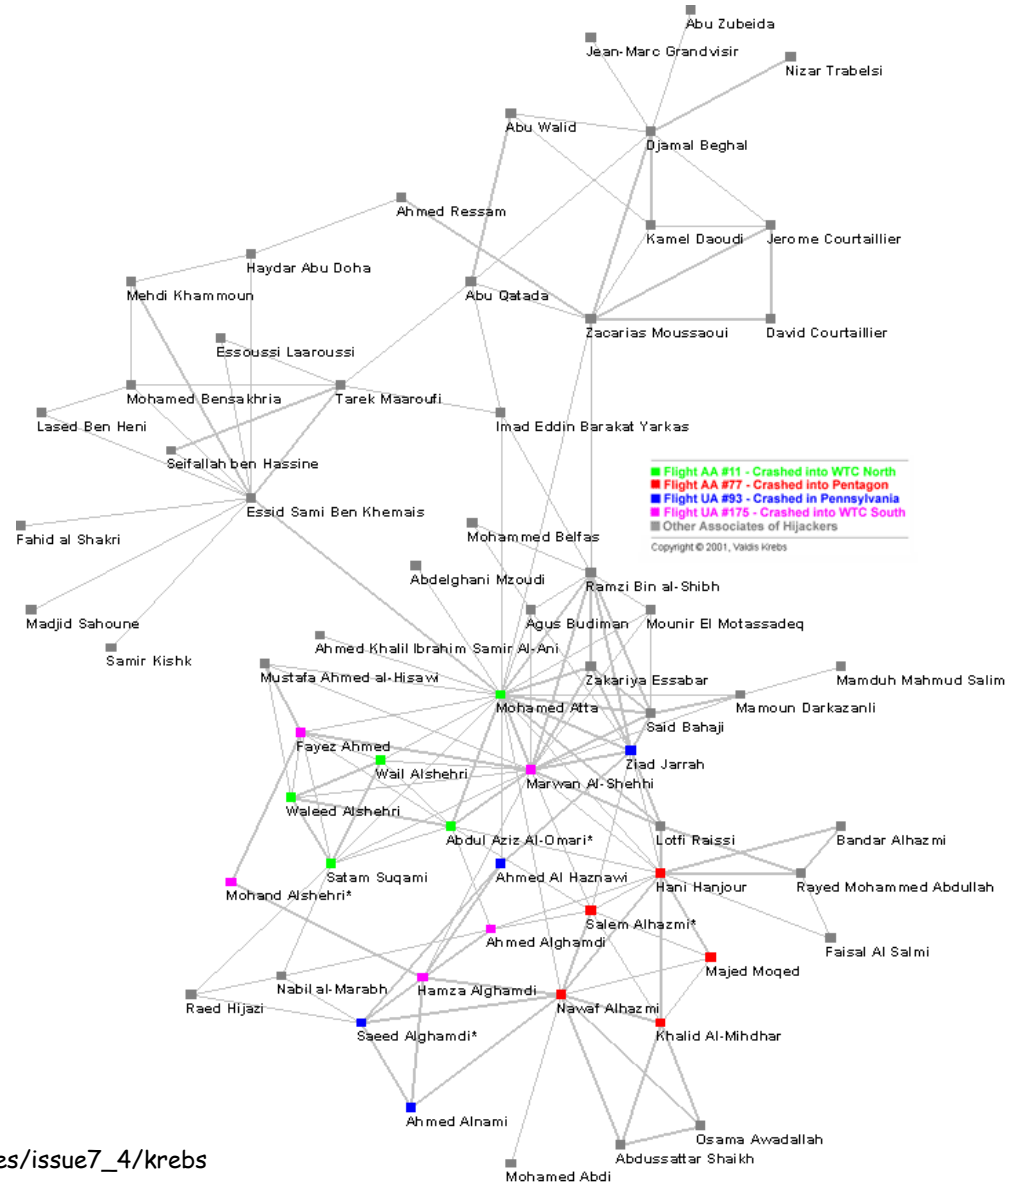 Abu Zubeida
Jean-Marc Grandvisir
Nizar Trabelsi
Abu Walid
Djamal Beghal
Ahmed Ressam
Kamel Daoudi
Jerome Courtaillier
Haydar Abu Doha
Mehdi Khammoun
Abu Qatada
Zacarias Moussaoui
David Courtaillier
Essoussi Laaroussi
Mohamed Bensakhria
Tarek Maaroufi
Lased Ben Heni
Imad Eddin Barakat Yarkas
Seifallah ben Hassine
Flight AA #11 - Crashed into WTC North
Flight AA #77 - Crashed into Pentagon
Flight UA #93 - Crashed in Pennsylvania
Flight UA #175 - Crashed into WTC South
Other Associates of Hijackers
Copyright © 2001, Valdis Krebs
Essid Sami Ben Khemais
Fahid al Shakri
Mohammed Belfas
Abdelghani Mzoudi
Ramzi Bin al-Shibh
Madjid Sahoune
Agus Budiman
Mounir El Motassadeq
Samir Kishk
Ahmed Khalil Ibrahim Samir Al-Ani
Mustafa Ahmed al-Hisawi
Zakariya Essabar
Mamduh Mahmud Salim
Mohamed Atta
Mamoun Darkazanli
Said Bahaji
Fayez Ahmed
Ziad Jarrah
Wail Alshehri
Marwan Al-Shehhi
Waleed Alshehri
Abdul Aziz Al-Omari*
Lotfi Raissi
Bandar Alhazmi
Satam Suqami
Ahmed Al Haznawi
Hani Hanjour
Rayed Mohammed Abdullah
Mohand Alshehri*
Salem Alhazmi*
Ahmed Alghamdi
Faisal Al Salmi
Majed Moqed
Nabil al-Marabh
Hamza Alghamdi
Raed Hijazi
Nawaf Alhazmi
Saeed Alghamdi*
Khalid Al-Mihdhar
Ahmed Alnami
Osama Awadallah
Abdussattar Shaikh
es/issue7_4/krebs
Mohamed Abdi